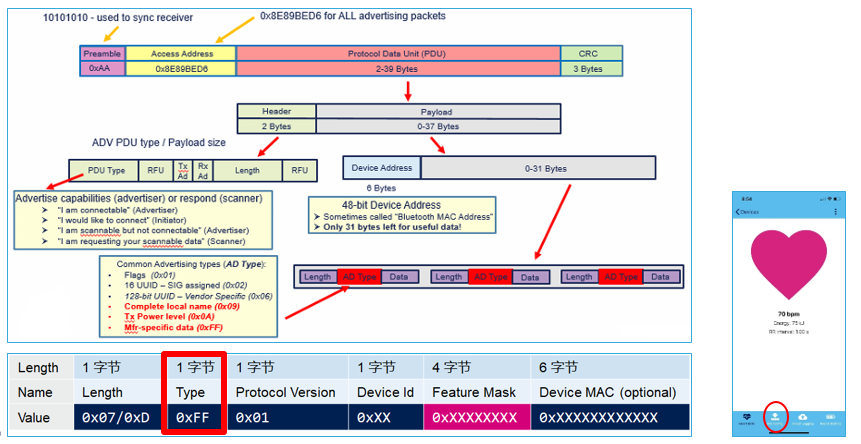 10101010 - used to sync receiver
0x8E89BED6 for ALL advertising packets
Preamble Access Address Protocol Data Unit (PDU) CRC
0xAA 0x8E89BED6 2-39 Bytes 3 Bytes
Header Payload
2 Bytes 0-37 Bytes
ADV PDU type / Payload size
PDU Type RFU Tx Ad Rx Ad Length RFU
Device Address 0-31 Bytes
6 Bytes
Advertise capabilities (advertiser) or respond (scanner)
"I am connectable" (Advertiser)
"I would like to connect" (Initiator)
"I am scannable but not connectable" (Advertiser)
"I am requesting your scannable data" (Scanner)
48-bit Device Address
Sometimes called "Bluetooth MAC Address"
Only 31 bytes left for useful data!
Common Advertising types (AD Type):
Flags (0x01)
16 UUID – SIG assigned (0x02)
128-bit UUID – Vendor Specific (0x06)
Complete local name (0x09)
Tx Power level (0x0A)
Mfr-specific data (0xFF)
Length AD Type Data Length AD Type Data Length AD Type Data
Length 1 字节 1 字节 1 字节 1 字节 4 字节 6 字节
Name Length Type Protocol Version Device Id Feature Mask Device MAC (optional)
Value 0x07/0xD 0xFF 0x01 0xXX 0xXXXXXXXX 0xXXXXXXXXXXXX
Devices
70 bpm